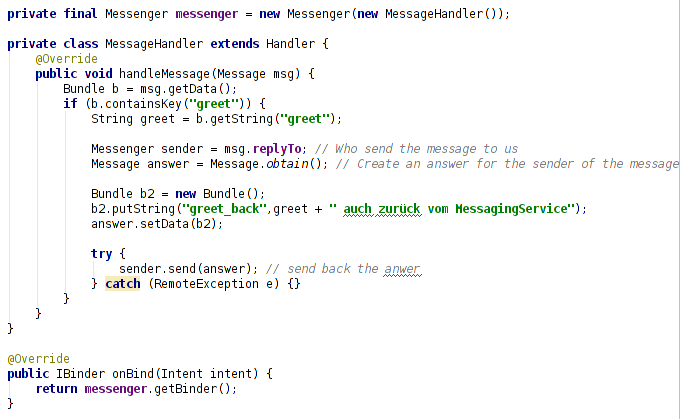 private final Messenger messenger = new Messenger(new MessageHandler());
private class MessageHandler extends Handler {
@Override
public void handleMessage(Message msg) {
Bundle b = msg.getData();
if (b.containsKey("greet")) {
String greet = b.getString("greet");
Messenger sender = msg.replyTo; // Who send the message to us
Message answer = Message.obtain(); // Create an answer for the sender of the message
Bundle b2 = new Bundle();
b2.putString("greet_back",greet + " auch zurück vom MessagingService");
answer.setData(b2);
try {
sender.send(answer); // send back the anwer
} catch (RemoteException e) {}
}
}
}
@Override
public IBinder onBind(Intent intent) {
return messenger.getBinder();
}